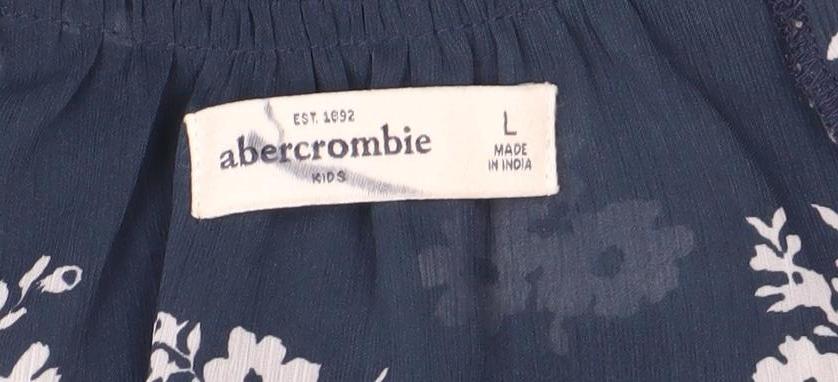 EST. 1892
abercrombie
KIDS
L
MADE
IN INDIA